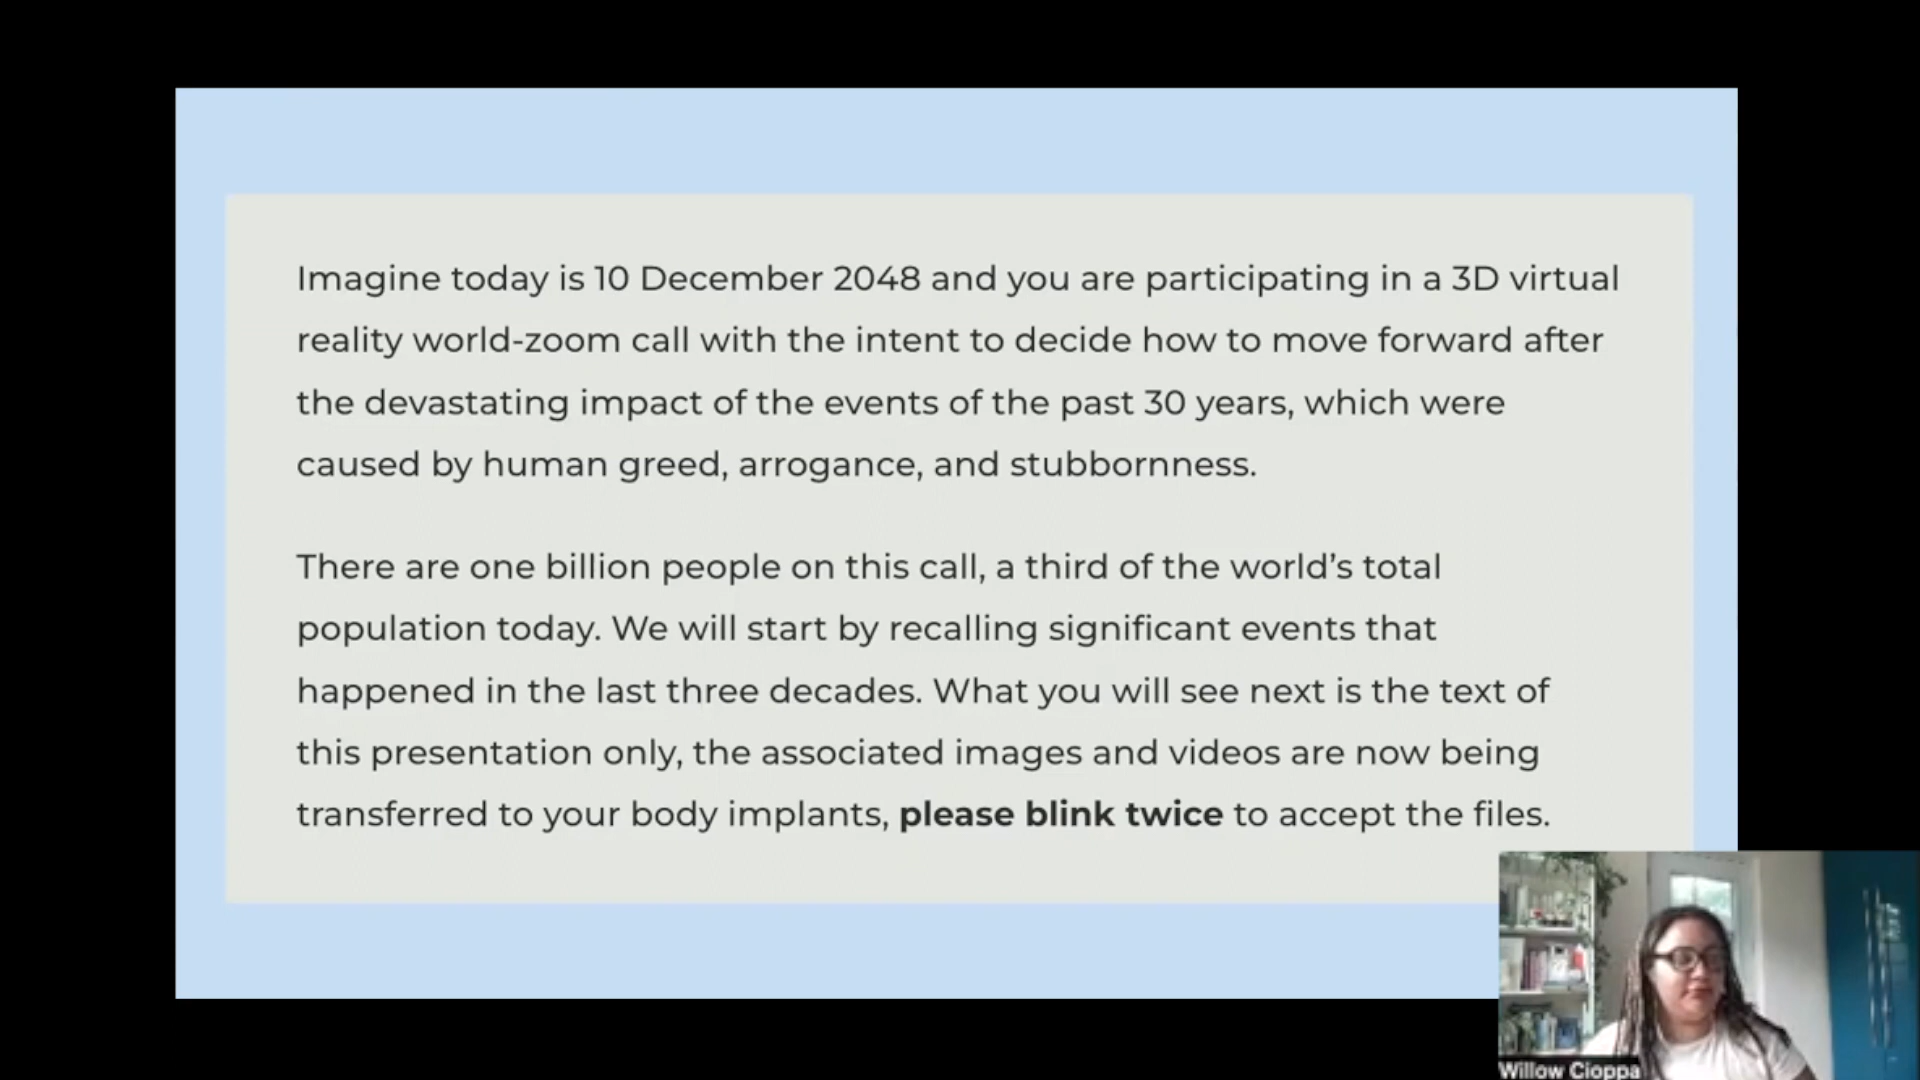 Imagine today is 10 December 2048 and you are participating in a 3D virtual
reality world-zoom call with the intent to decide how to move forward after
the devastating impact of the events of the past 30 years, which were
caused by human greed, arrogance, and stubbornness.
There are one billion people on this call, a third of the world’s total
population today. We will start by recalling significant events that
happened in the last three decades. What you will see next is the text of
this presentation only, the associated images and videos are now being
transferred to your body implants, please blink twice to accept the files.
Willow Cioppa